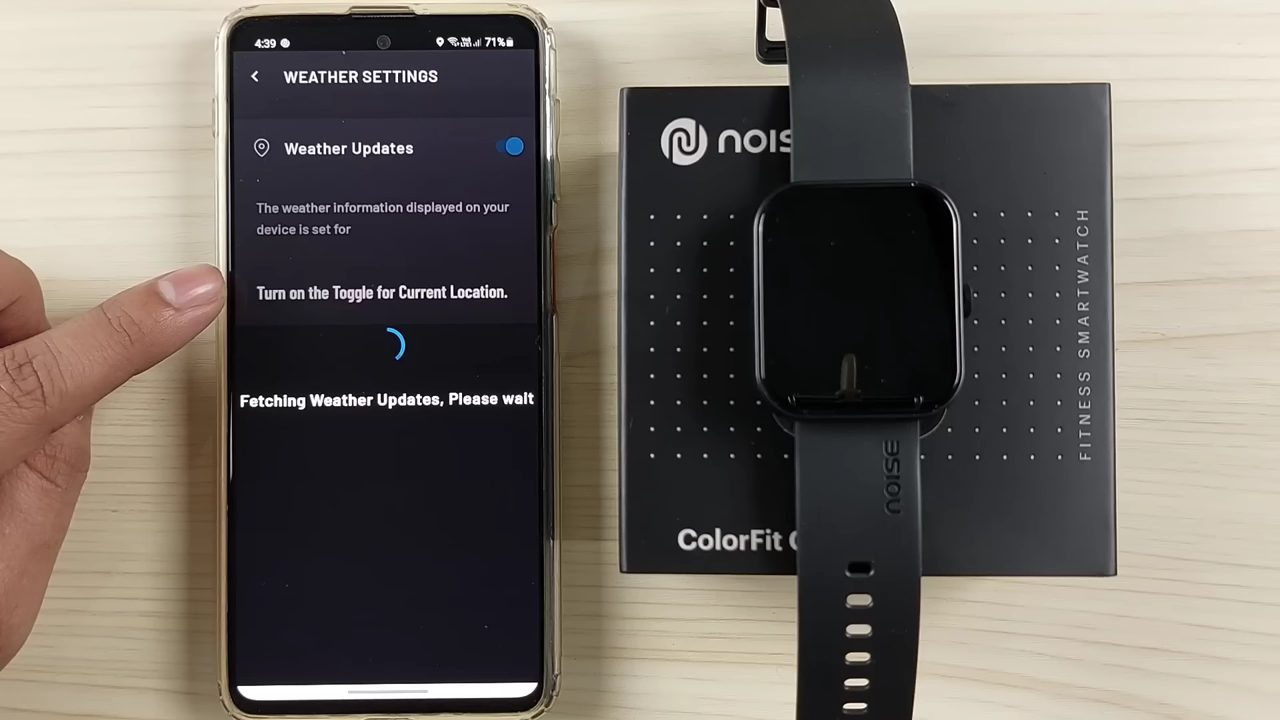 4:39
71%
WEATHER SETTINGS
Weather Updates
The weather information displayed on your
device is set for
Turn on the Toggle for Current Location.
Fetching Weather Updates, Please wait
NOIS
FITNESS SMARTWATCH
NOISE
ColorFit